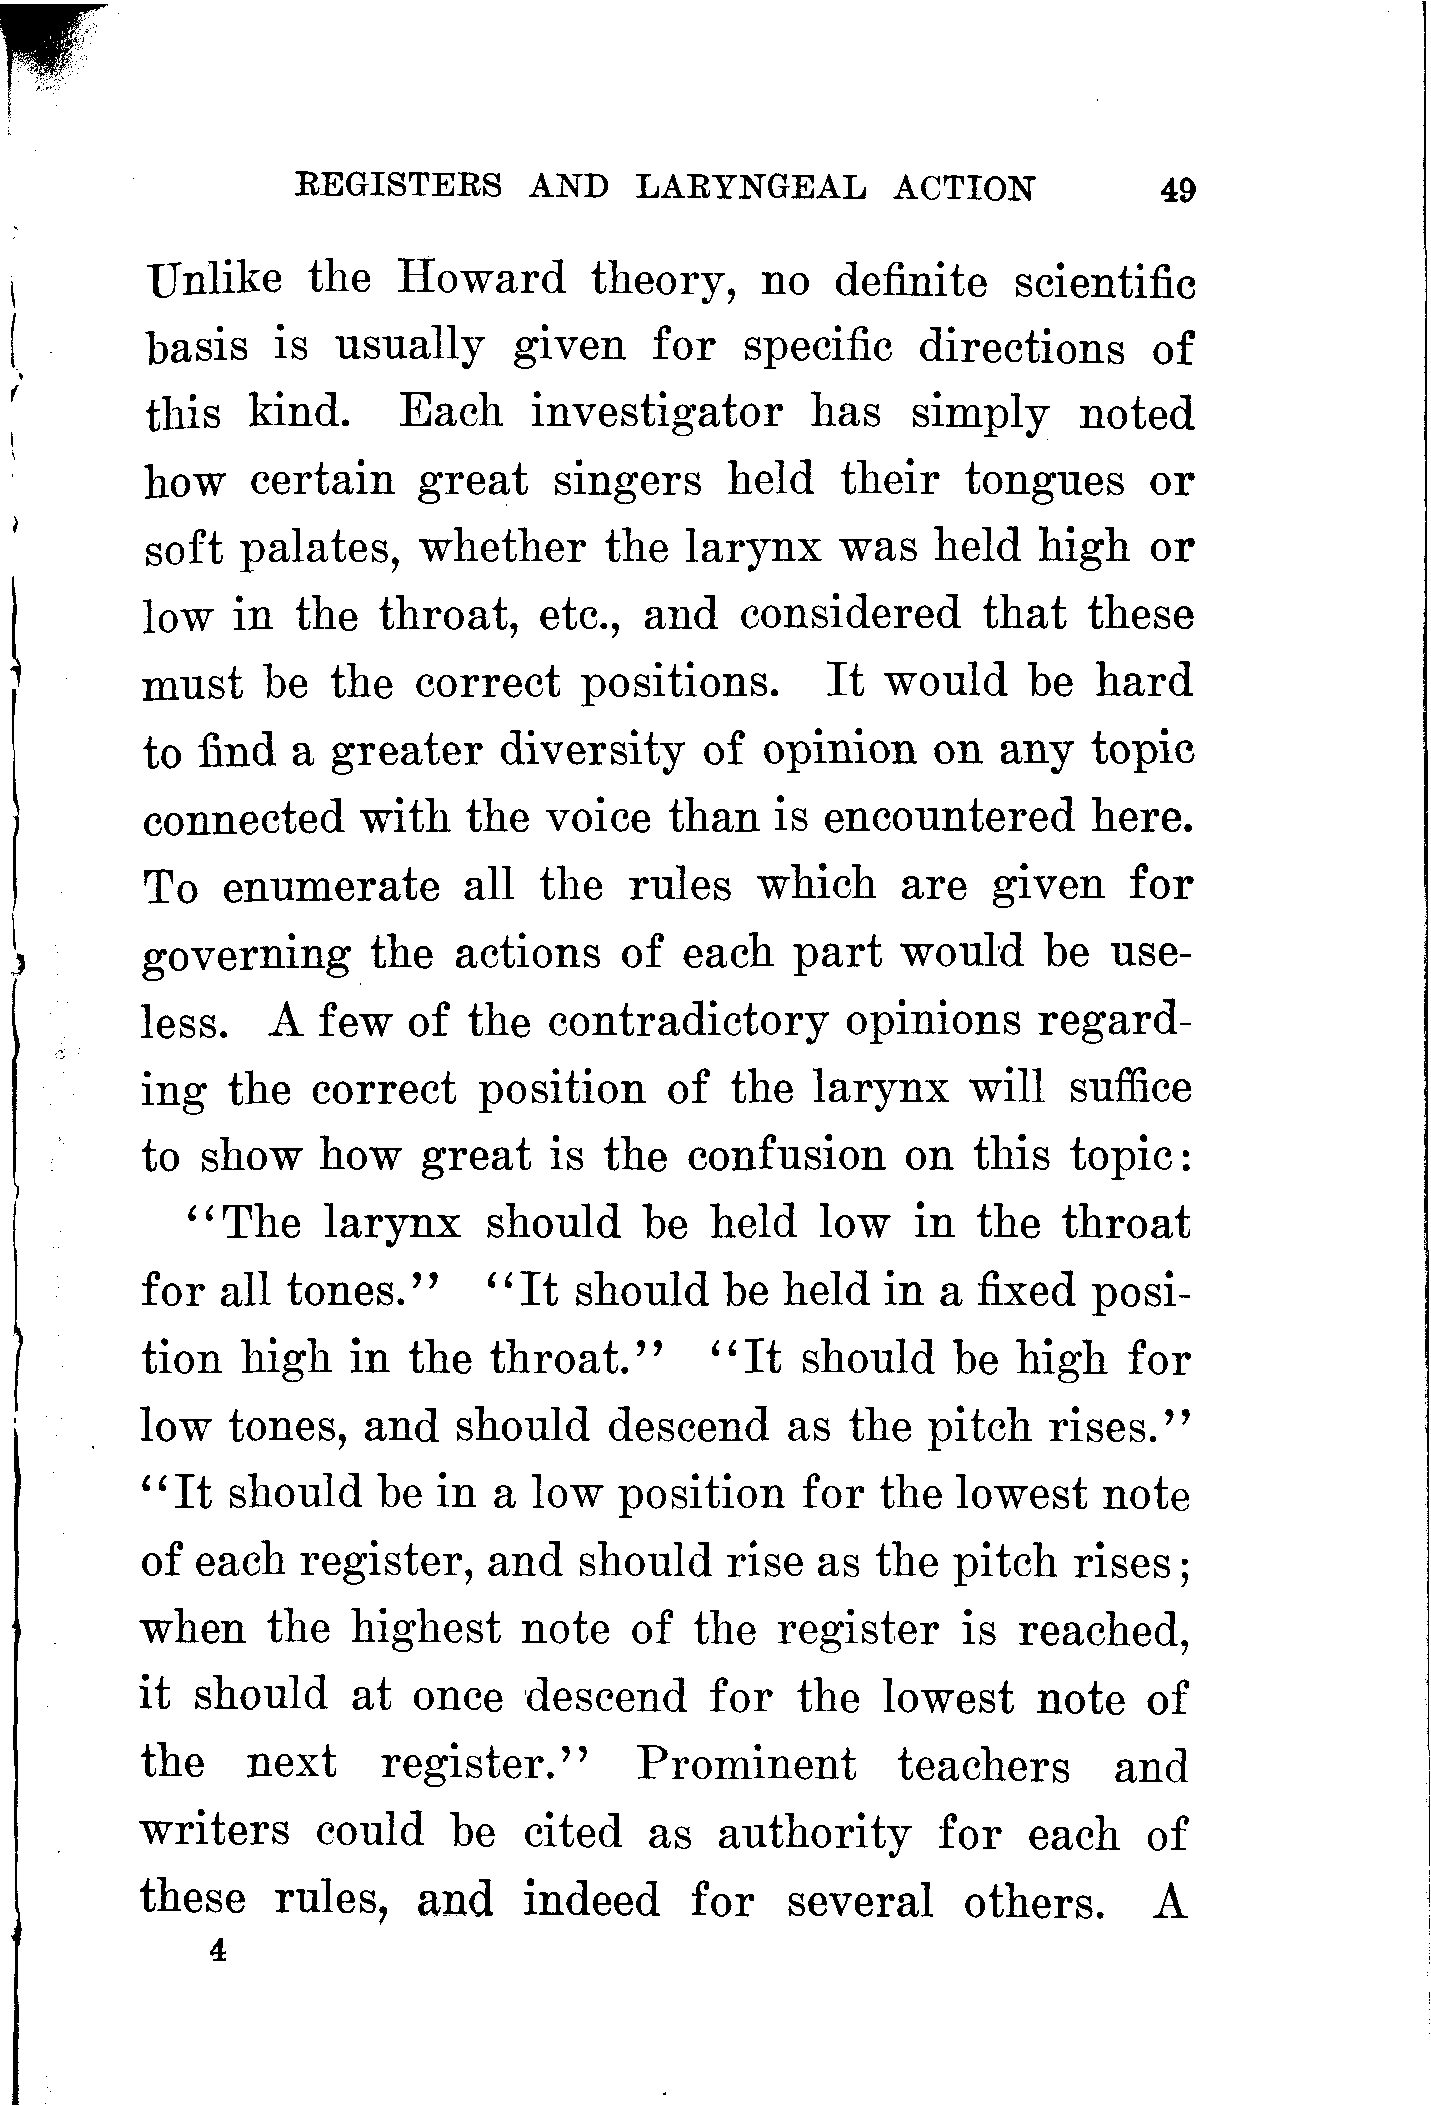 REGISTERS AND LARYNGEAL ACTION 49
Unlike the Howard theory, no definite scientific
basis is usually given for specific directions of
this kind. Each investigator has simply noted
how certain great singers held their tongues or
soft palates, whether the larynx was held high or
low in the throat, etc., and considered that these
must be the correct positions. It would be hard
to find a greater diversity of opinion on any topic
connected with the voice than is encountered here.
To enumerate all the rules which are given for
governing the actions of each part would be use-
less. A few of the contradictory opinions regard-
ing the correct position of the larynx will suffice
to show how great is the confusion on this topic:
"The larynx should be held low in the throat
for all tones." "It should be held in a fixed posi-
tion high in the throat." "It should be high for
low tones, and should descend as the pitch rises."
"It should be in a low position for the lowest note
of each register, and should rise as the pitch rises;
when the highest note of the register is reached,
it should at once descend for the lowest note of
the next register." Prominent teachers and
writers could be cited as authority for each of
these rules, and indeed for several others. A
4